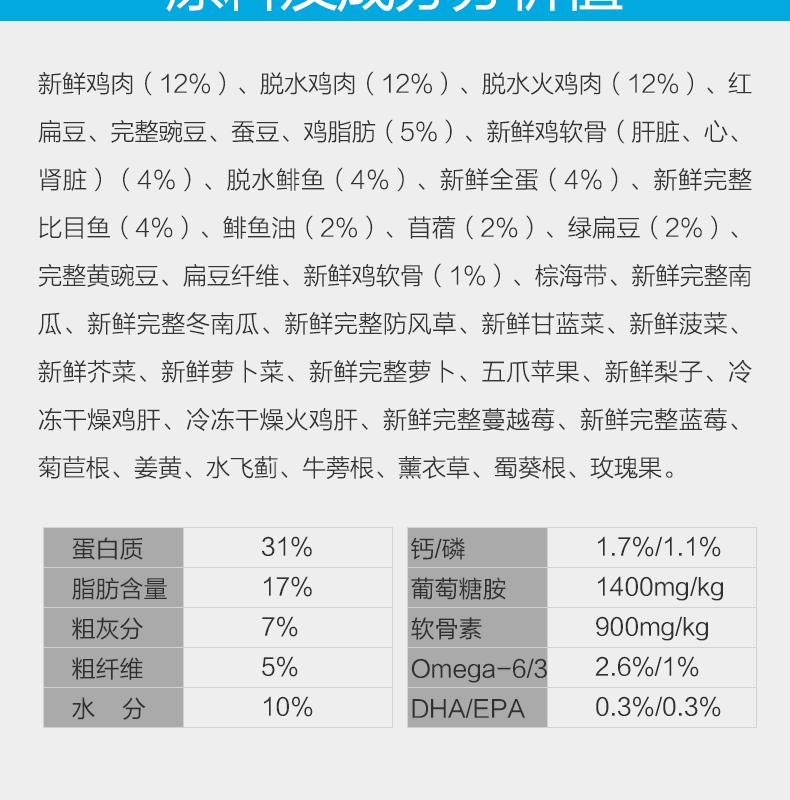 原料及成分分析值
新鲜鸡肉（12%）、脱水鸡肉（12%）、脱水火鸡肉（12%）、红
扁豆、完整豌豆、蚕豆、鸡脂肪（5%）、新鲜鸡软骨（肝脏、心、
肾脏）（4%）、脱水鲱鱼（4%）、新鲜全蛋（4%）、新鲜完整
比目鱼（4%）、鲱鱼油（2%）、苜蓿（2%）、绿扁豆（2%）、
完整黄豌豆、扁豆纤维、新鲜鸡软骨（1%）、棕海带、新鲜完整南
瓜、新鲜完整冬南瓜、新鲜完整防风草、新鲜甘蓝菜、新鲜菠菜、
新鲜芥菜、新鲜萝卜菜、新鲜完整萝卜、五爪苹果、新鲜梨子、冷
冻干燥鸡肝、冷冻干燥火鸡肝、新鲜完整蔓越莓、新鲜完整蓝莓、
菊苣根、姜黄、水飞蓟、牛蒡根、薰衣草、蜀葵根、玫瑰果。
蛋白质 31% 钙/磷 1.7%/1.1%
脂肪含量 17% 葡萄糖胺 1400mg/kg
粗灰分 7% 软骨素 900mg/kg
粗纤维 5% Omega-6/3 2.6%/1%
水 分 10% DHA/EPA 0.3%/0.3%